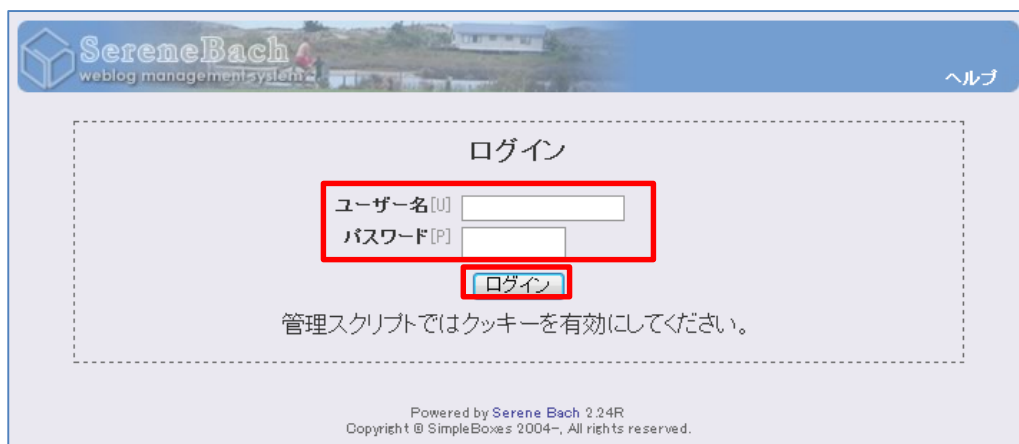 SereneBach
weblog management system
ヘルプ
ログイン
ユーザー名[U]
パスワード[P]
ログイン
管理スクリプトではクッキーを有効にしてください。
Powered by Serene Bach 2.24R
Copyright © SimpleBoxes 2004-, All rights reserved.